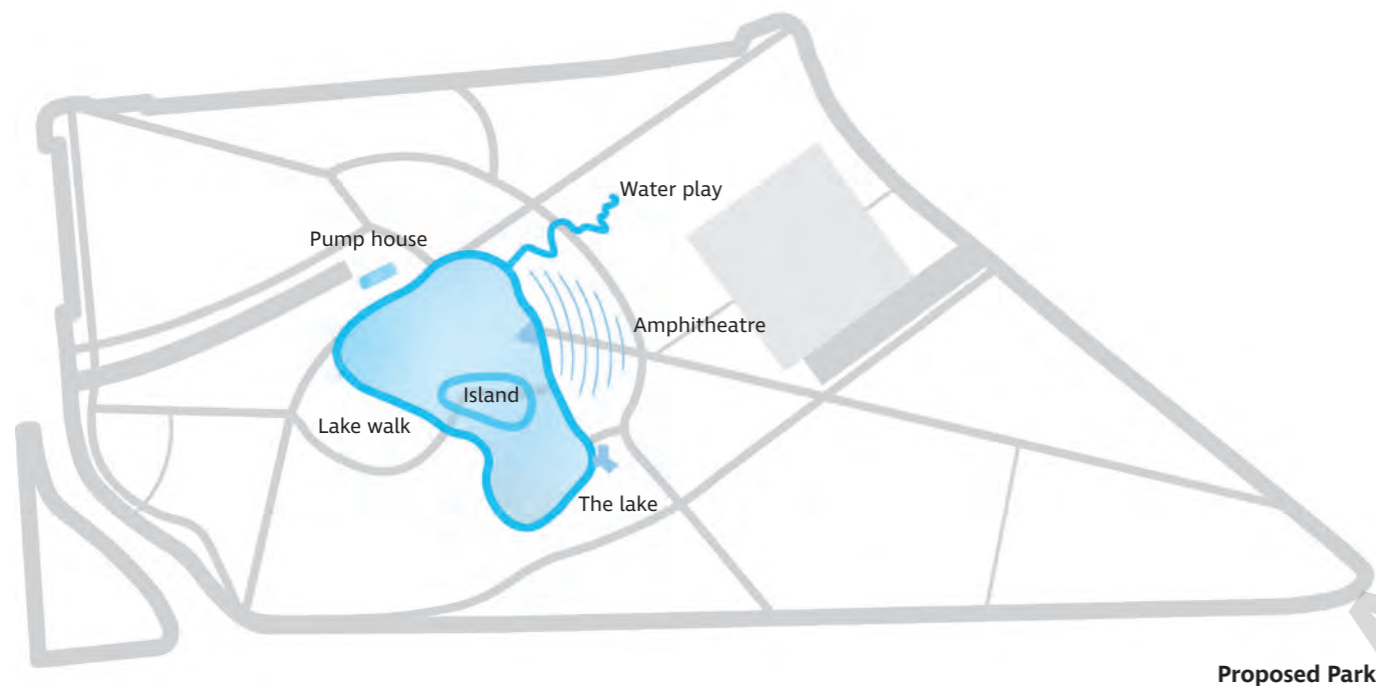 Water play
Pump house
Amphitheatre
Island
Lake walk
The lake
Proposed Park